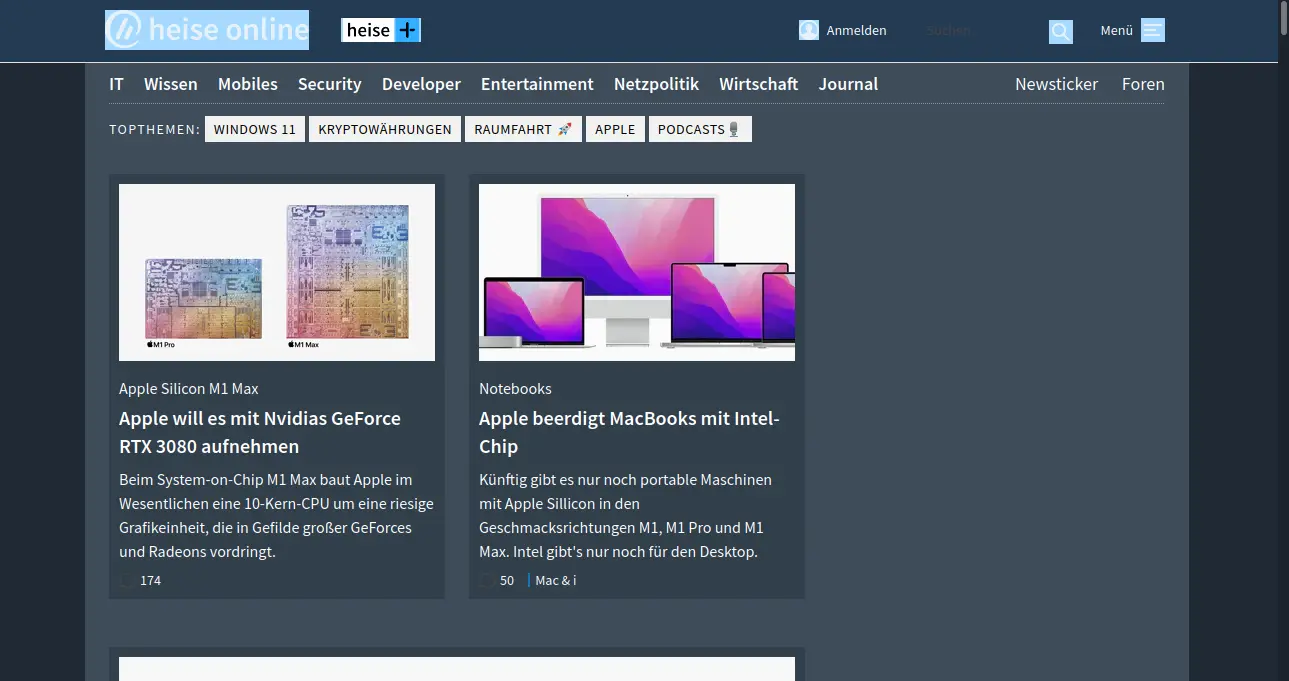 heise online
heise +
Anmelden
Suchen
Menü
IT Wissen Mobiles Security Developer Entertainment Netzpolitik Wirtschaft Journal Newsticker Foren
TOPTHEMEN: WINDOWS 11 KRYPTOWÄHRUNGEN RAUMFAHRT 🚀 APPLE PODCASTS🎙️
M1 Pro
M1 Max
Apple Silicon M1 Max
Apple will es mit Nvidias GeForce
RTX 3080 aufnehmen
Beim System-on-Chip M1 Max baut Apple im
Wesentlichen eine 10-Kern-CPU um eine riesige
Grafikeinheit, die in Gefilde großer GeForces
und Radeons vordringt.
174
Notebooks
Apple beerdigt MacBooks mit Intel-
Chip
Künftig gibt es nur noch portable Maschinen
mit Apple Sillicon in den
Geschmacksrichtungen M1, M1 Pro und M1
Max. Intel gibt's nur noch für den Desktop.
50 Mac & i